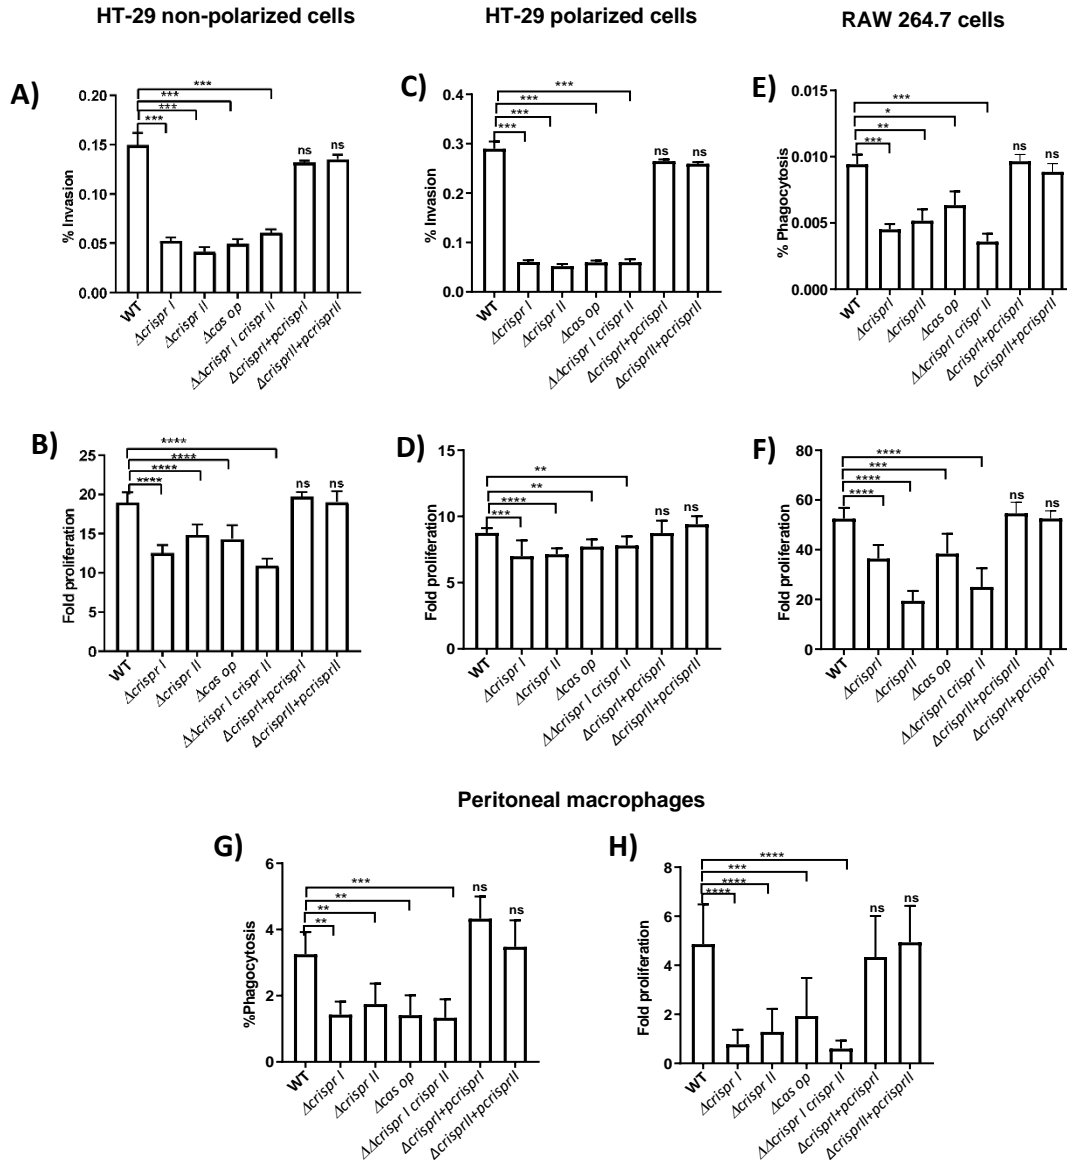 HT-29 non-polarized cells
HT-29 polarized cells
RAW 264.7 cells
A)
% Invasion
0.20
0.15
0.10
0.05
0.00
***
***
***
***
ns
ns
WT
Δcrispr I
Δcrispr II
Δcas op
ΔΔcrispr I crispr II
ΔcrisprI+pcrisprI
ΔcrisprII+pcrisprII
C)
% Invasion
0.4
0.3
0.2
0.1
0.0
***
***
***
***
ns
ns
WT
Δcrispr I
Δcrispr II
Δcas op
ΔΔcrispr I crispr II
ΔcrisprI+pcrisprI
ΔcrisprII+pcrisprII
E)
% Phagocytosis
0.015
0.010
0.005
0.000
***
*
**
***
ns
ns
WT
ΔcrisprI
ΔcrisprII
Δcas op
ΔΔcrispr I crispr II
ΔcrisprI+pcrisprI
ΔcrisprII+pcrisprII
B)
Fold proliferation
25
20
15
10
5
0
****
****
****
****
ns
ns
WT
Δcrispr I
Δcrispr II
Δcas op
ΔΔcrispr I crispr II
ΔcrisprI+pcrisprI
ΔcrisprII+pcrisprII
D)
Fold proliferation
15
10
5
0
**
**
****
***
ns
ns
WT
Δcrispr I
Δcrispr II
Δcas op
ΔΔcrispr I crispr II
ΔcrisprI+pcrisprI
ΔcrisprII+pcrisprII
F)
Fold proliferation
80
60
40
20
0
****
***
****
****
ns
ns
WT
ΔcrisprI
ΔcrisprII
Δcas op
ΔΔcrispr I crispr II
ΔcrisprII+pcrisprII
ΔcrisprI+pcrisprI
Peritoneal macrophages
G)
%Phagocytosis
6
4
2
0
***
**
**
**
ns
ns
WT
Δcrispr I
Δcrispr II
Δcas op
ΔΔcrispr I crispr II
ΔcrisprI+pcrisprI
ΔcrisprII+pcrisprII
H)
Fold proliferation
8
6
4
2
0
****
***
****
****
ns
ns
WT
Δcrispr I
Δcrispr II
Δcas op
ΔΔcrispr I crispr II
ΔcrisprI+pcrisprI
ΔcrisprII+pcrisprII